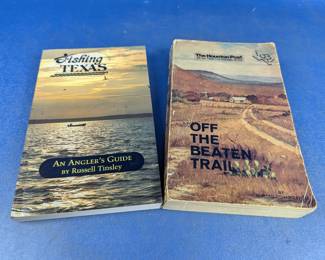 Fishing
TEXAS
AN ANGLER'S GUIDE
BY RUSSELL TINSLEY
The Houston Post
OFF
THE
BEATEN
TRAIL